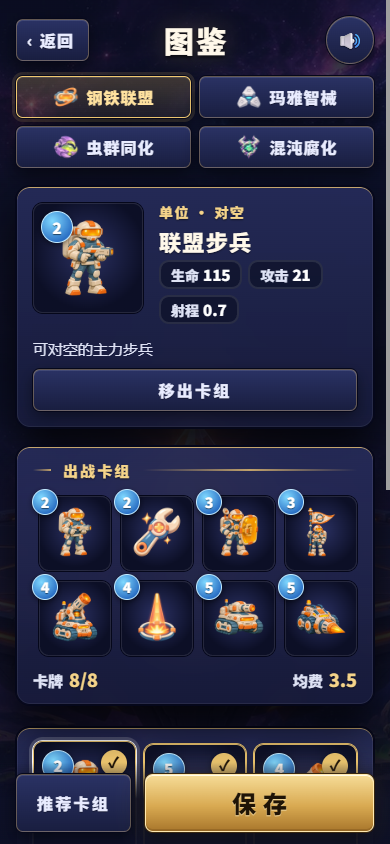 ‹ 返回
图鉴
钢铁联盟
玛雅智械
虫群同化
混沌腐化
2
单位 · 对空
联盟步兵
生命 115
攻击 21
射程 0.7
可对空的主力步兵
移出卡组
出战卡组
2
2
3
3
4
4
5
5
卡牌 8/8
均费 3.5
2
5
4
推荐卡组
保存